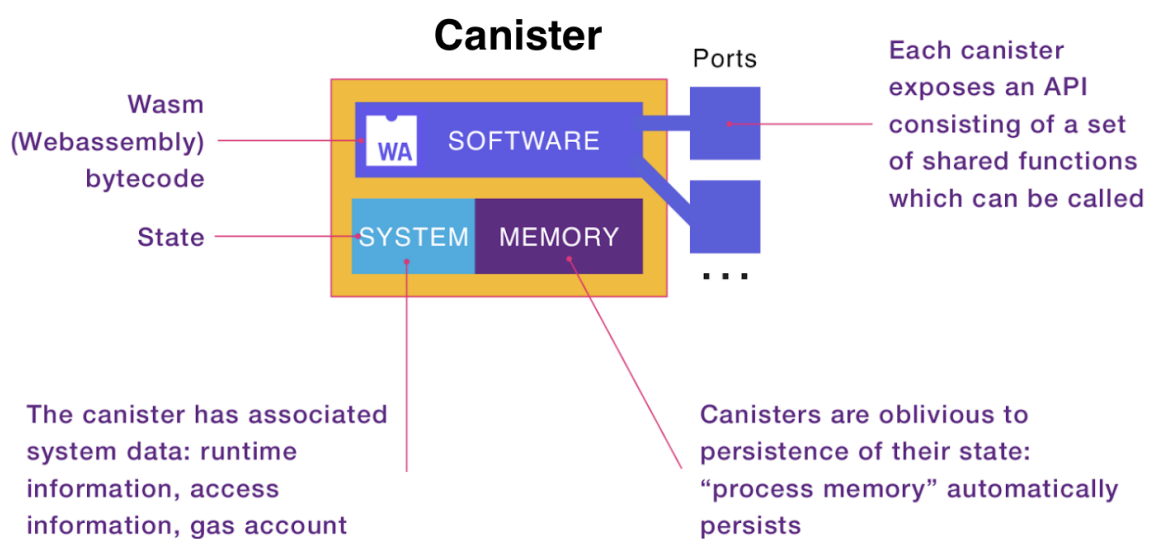 Canister
Ports
Wasm
(Webassembly)
bytecode
WA
SOFTWARE
Each canister
exposes an API
consisting of a set
of shared functions
which can be called
State
SYSTEM
MEMORY
...
The canister has associated
system data: runtime
information, access
information, gas account
Canisters are oblivious to
persistence of their state:
“process memory” automatically
persists